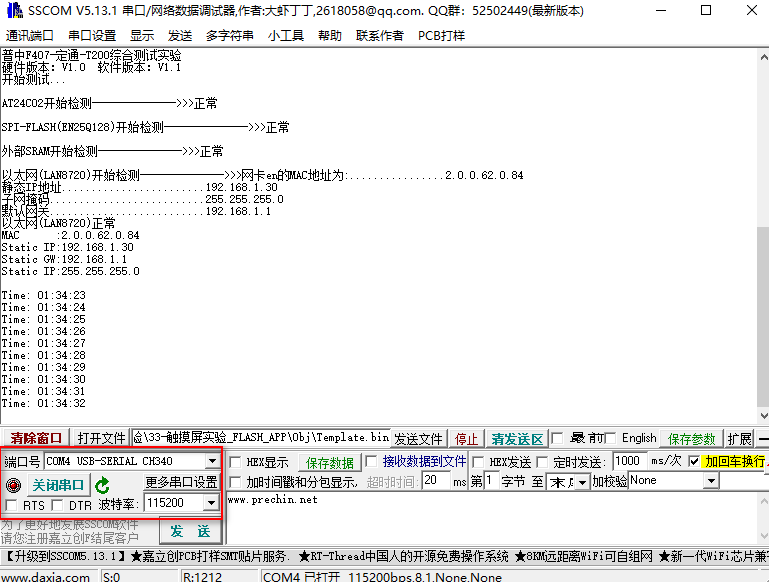 SSCOM V5.13.1 串口/网络数据调试器,作者:大虾丁丁,2618058@qq.com. QQ群：52502449(最新版本)
通讯端口 串口设置 显示 发送 多字符串 小工具 帮助 联系作者 PCB打样
普中F407-定通-T200综合测试实验
硬件版本：V1.0 软件版本：V1.1
开始测试...
AT24C02开始检测——————>>>正常
SPI-FLASH(EN25Q128)开始检测——————>>>正常
外部SRAM开始检测——————>>>正常
以太网(LAN8720)开始检测——————>>>网卡en的MAC地址为:................2.0.0.62.0.84
静态IP地址........................192.168.1.30
子网掩码..........................255.255.255.0
默认网关..........................192.168.1.1
以太网(LAN8720)正常
MAC :2.0.0.62.0.84
Static IP:192.168.1.30
Static GW:192.168.1.1
Static IP:255.255.255.0
Time: 01:34:23
Time: 01:34:24
Time: 01:34:25
Time: 01:34:26
Time: 01:34:27
Time: 01:34:28
Time: 01:34:29
Time: 01:34:30
Time: 01:34:31
Time: 01:34:32
清除窗口 打开文件 \33-触摸屏实验_FLASH_APP\Obj\Template.bin 发送文件 停止 清发送区 最前 English 保存参数 扩展 —
端口号 COM4 USB-SERIAL CH340 HEX显示 保存数据 接收数据到文件 HEX发送 定时发送: 1000 ms/次 加回车换行
关闭串口 更多串口设置 加时间戳和分包显示, 超时时间: 20 ms 第 1 字节 至 末尾 加校验 None
RTS DTR 波特率: 115200 www.prechin.net
为了更好地发展SSCOM软件
请您注册嘉立创F结尾客户
发 送
【升级到SSCOM5.13.1】★嘉立创PCB打样SMT贴片服务. ★RT-Thread中国人的开源免费操作系统 ★8KM远距离WiFi可自组网 ★新一代WiFi芯片兼
www.daxia.com S:0 R:1212 COM4 已打开 115200bps,8,1,None,None